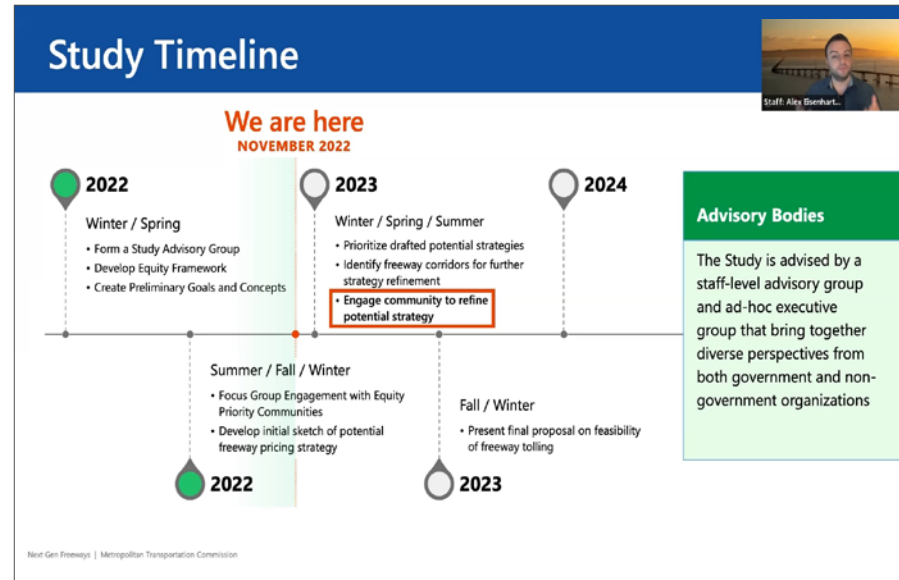 Study Timeline
Staff: Alex Eisenhart...
We are here
NOVEMBER 2022
2022
Winter / Spring
• Form a Study Advisory Group
• Develop Equity Framework
• Create Preliminary Goals and Concepts
2023
Winter / Spring / Summer
• Prioritize drafted potential strategies
• Identify freeway corridors for further
strategy refinement
• Engage community to refine
potential strategy
2024
Summer / Fall / Winter
• Focus Group Engagement with Equity
Priority Communities
• Develop initial sketch of potential
freeway pricing strategy
2022
Fall / Winter
• Present final proposal on feasibility
of freeway tolling
2023
Advisory Bodies
The Study is advised by a
staff-level advisory group
and ad-hoc executive
group that bring together
diverse perspectives from
both government and non-
government organizations
Next Gen Freeways | Metropolitan Transportation Commission